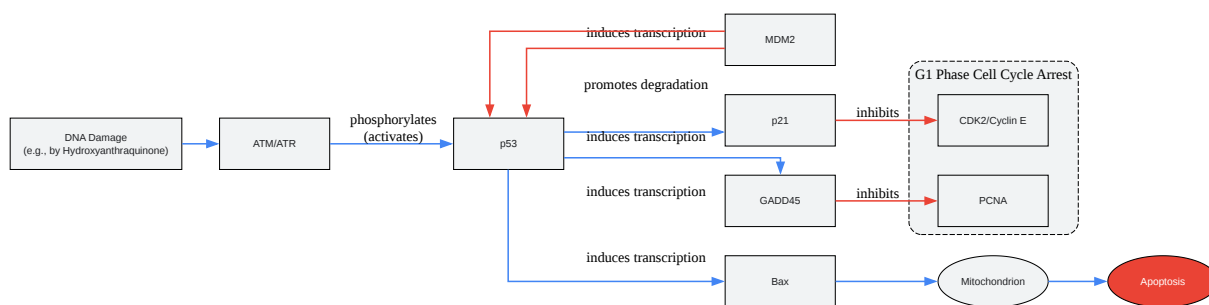 induces transcription
MDM2
G1 Phase Cell Cycle Arrest
promotes degradation
DNA Damage
(e.g., by Hydroxyanthraquinone)
ATM/ATR
phosphorylates
(activates)
p53
induces transcription
p21
inhibits
CDK2/Cyclin E
induces transcription
GADD45
inhibits
PCNA
induces transcription
Bax
Mitochondrion
Apoptosis